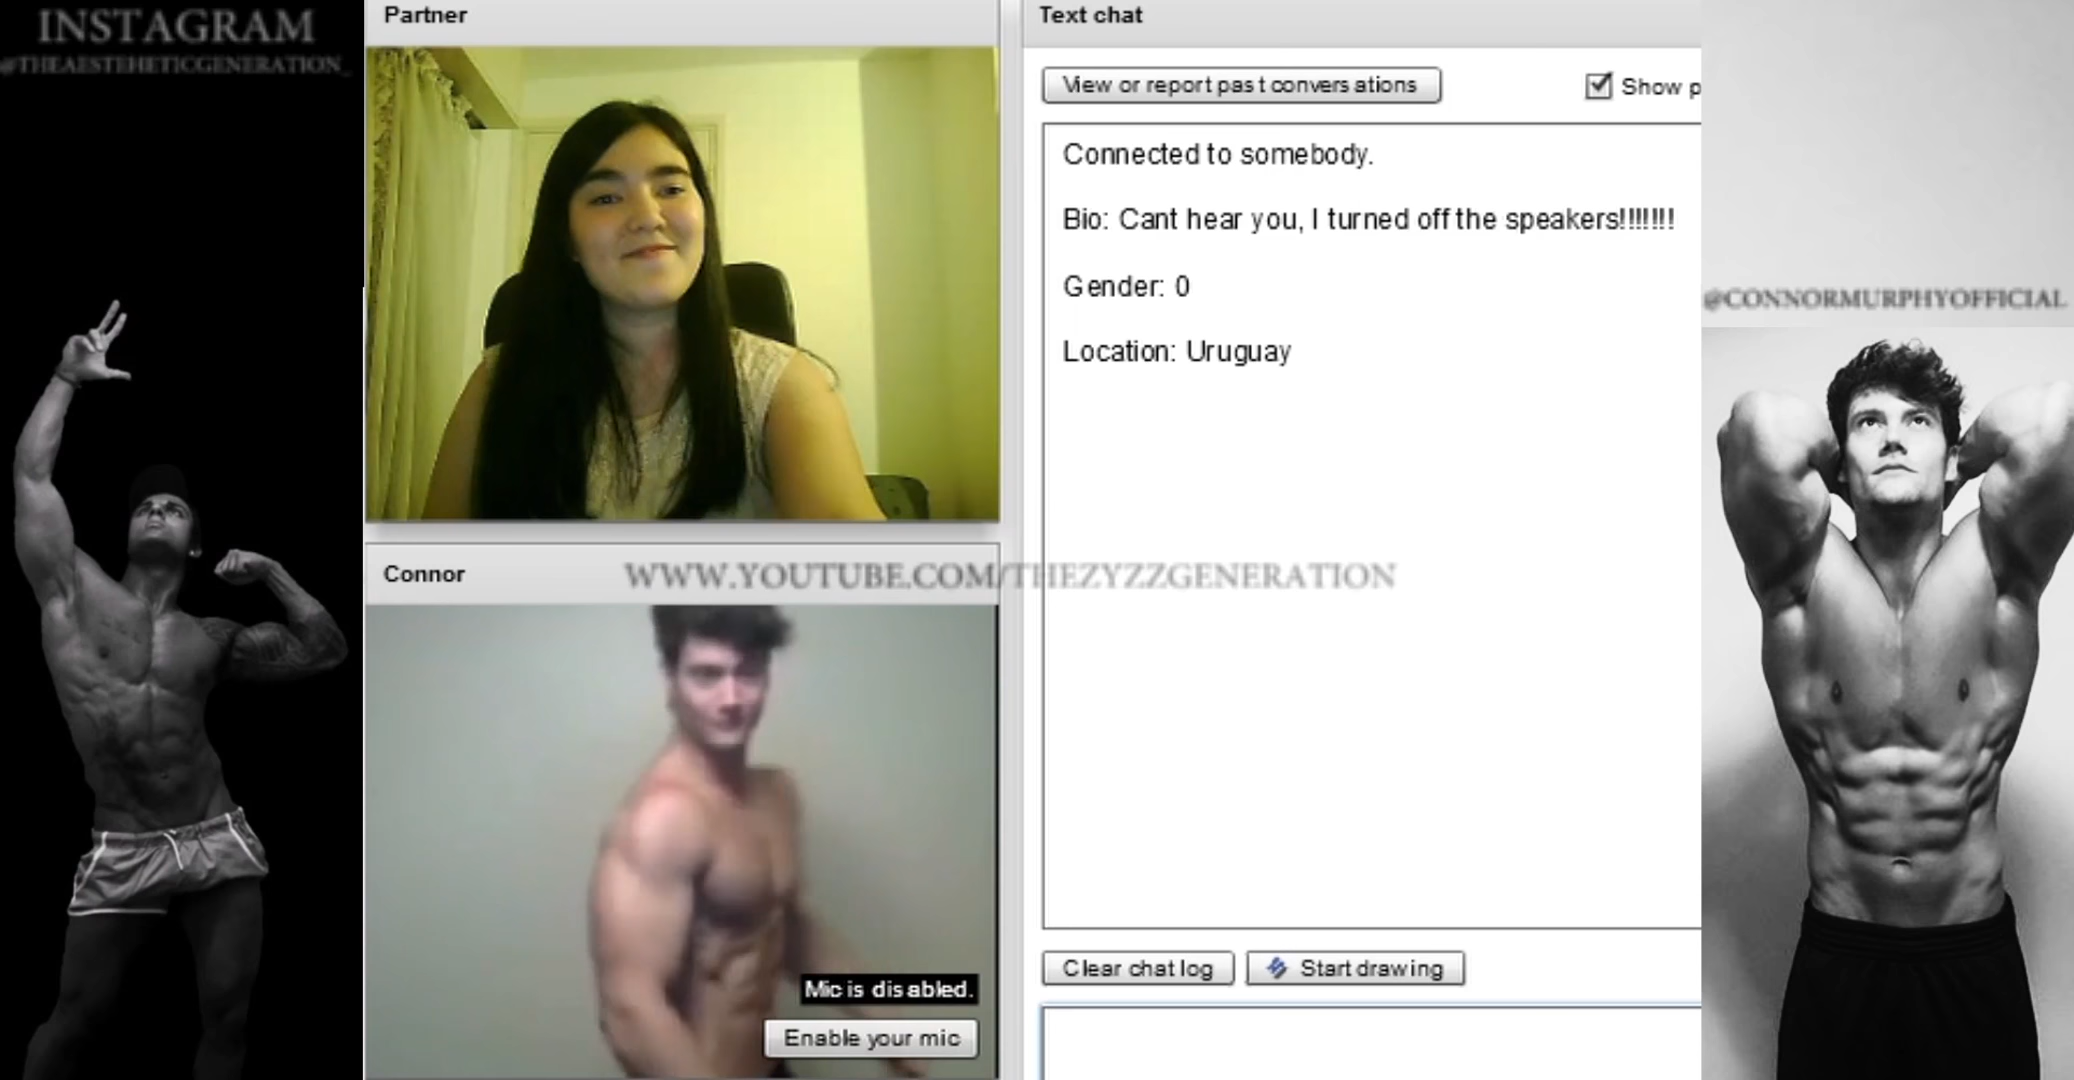 INSTAGRAM
@THEAESTEHETICGENERATION_
Partner
Text chat
View or report past conversations
Show p
Connected to somebody.
Bio: Cant hear you, I turned off the speakers!!!!!!!
Gender: 0
Location: Uruguay
@CONNORMURPHYOFFICIAL
Connor
WWW.YOUTUBE.COM/THEZYZZGENERATION
Mic is disabled.
Enable your mic
Clear chat log
Start drawing